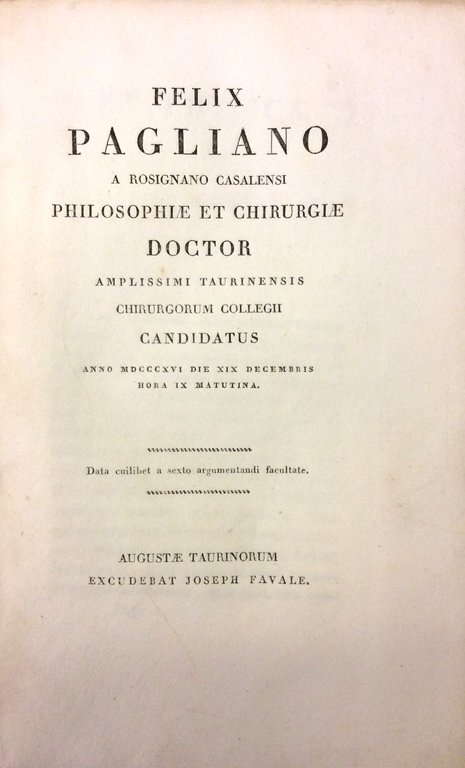 FELIX
PAGLIANO
A ROSIGNANO CASALENSI
PHILOSOPHIÆ ET CHIRURGIÆ
DOCTOR
AMPLISSIMI TAURINENSIS
CHIRURGORUM COLLEGII
CANDIDATUS
ANNO MDCCCXVI DIE XIX DECEMBRIS
HORA IX MATUTINA.
Data cuilibet a sexto argumentandi facultate.
AUGUSTÆ TAURINORUM
EXCUDEBAT JOSEPH FAVALE.